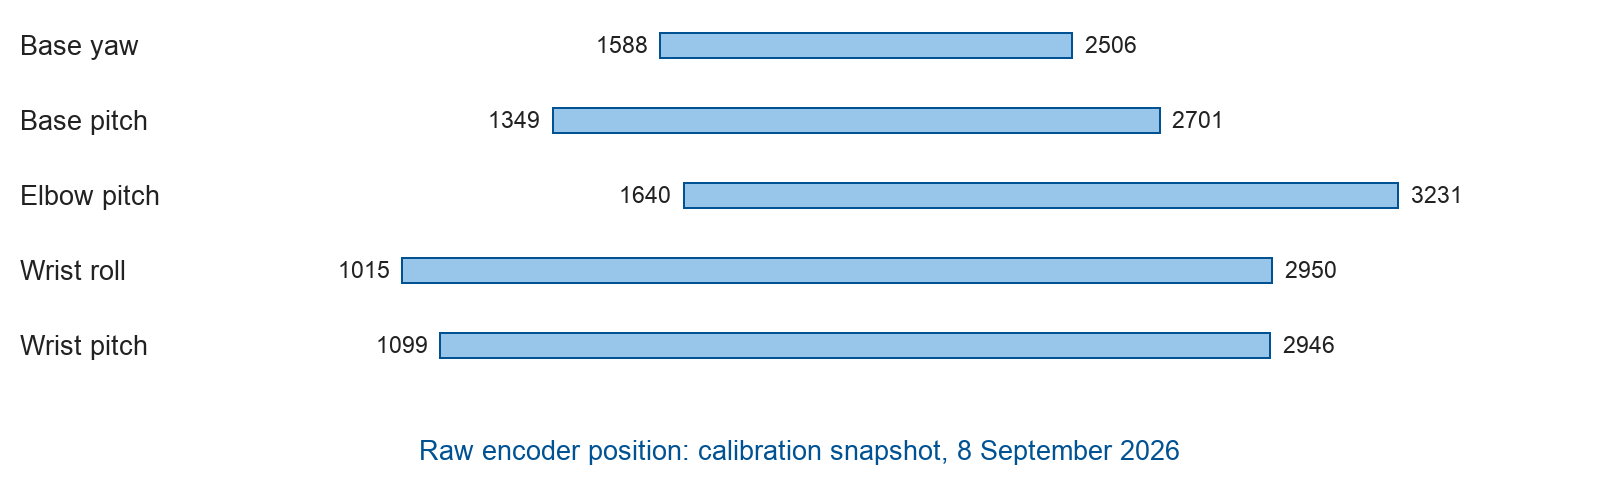 Base yaw 1588 2506
Base pitch 1349 2701
Elbow pitch 1640 3231
Wrist roll 1015 2950
Wrist pitch 1099 2946
Raw encoder position: calibration snapshot, 8 September 2026